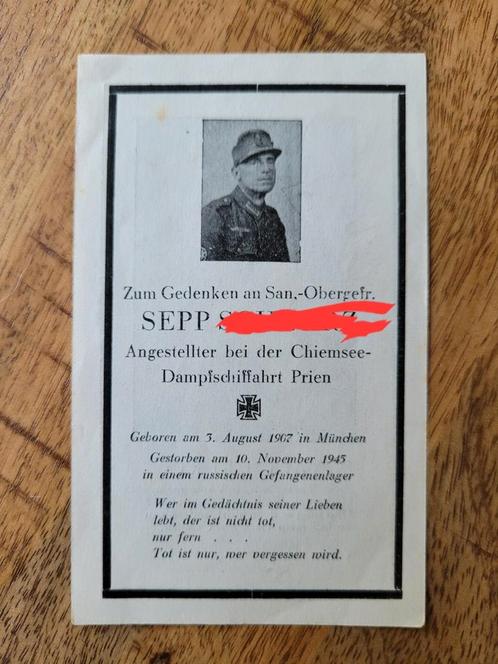 Zum Gedenken an San.-Obergefr.
SEPP
Angestellter bei der Chiemsee-
Dampfschiffahrt Prien
Geboren am 3. August 1907 in München
Gestorben am 10. November 1945
in einem russischen Gefangenenlager
Wer im Gedächtnis seiner Lieben
lebt, der ist nicht tot,
nur fern . . .
Tot ist nur, wer vergessen wird.